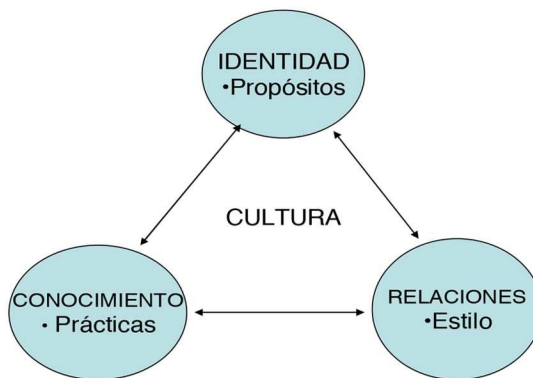 IDENTIDAD
•Propósitos
CULTURA
CONOCIMIENTO
• Prácticas
RELACIONES
•Estilo